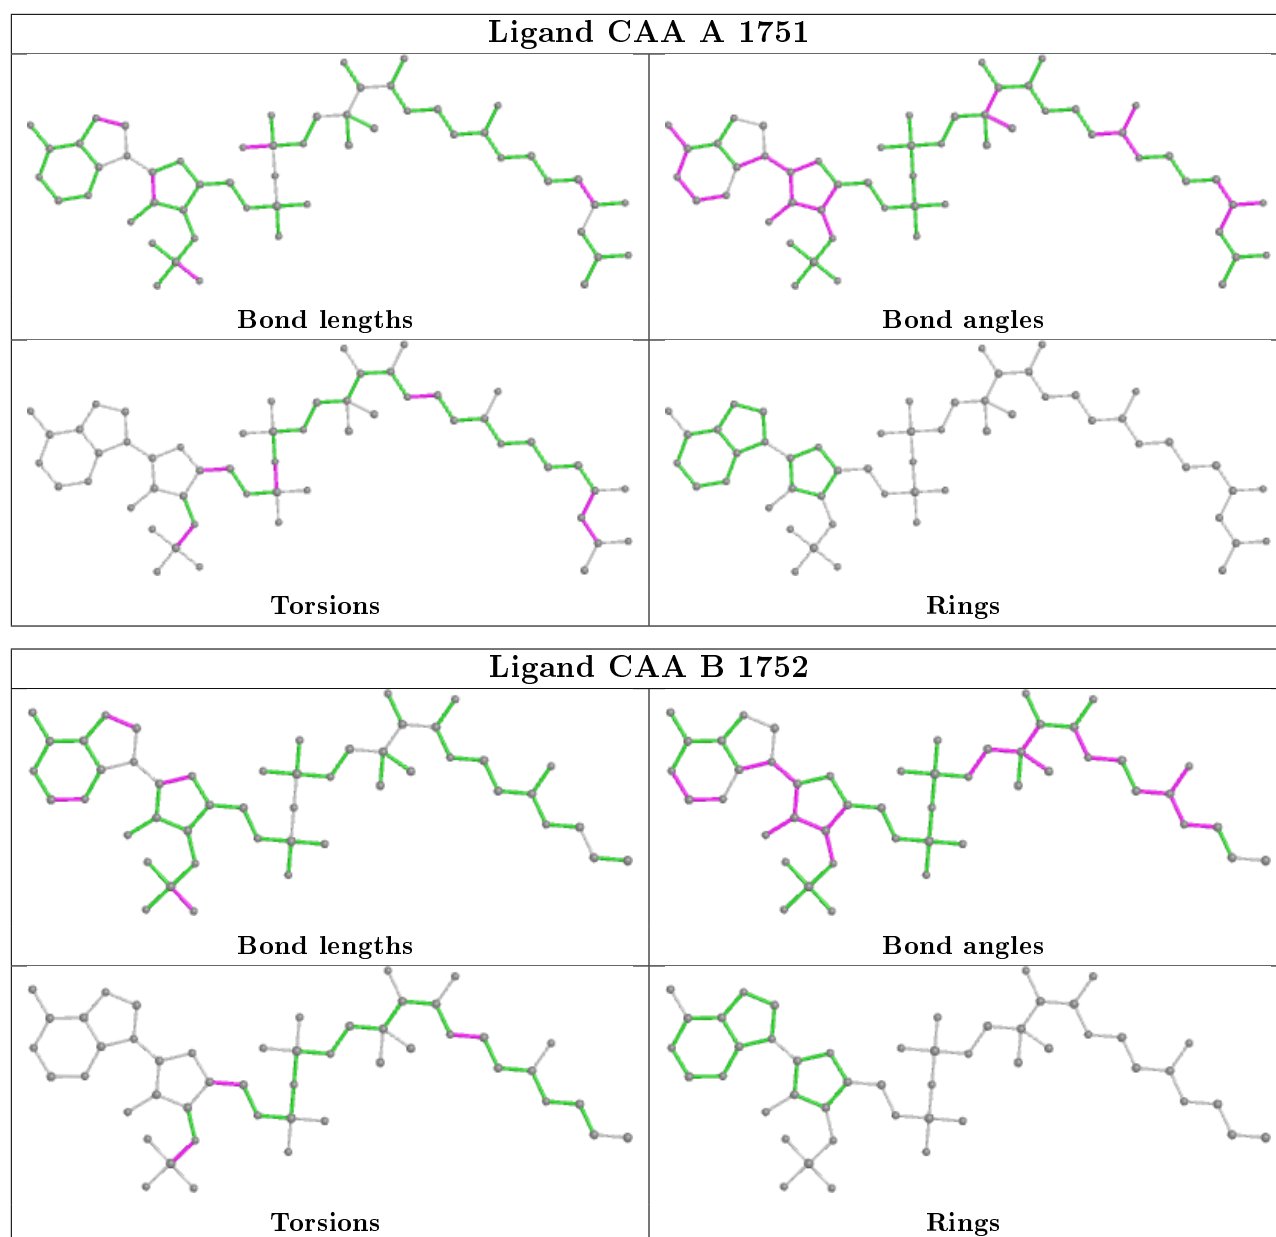 Ligand CAA A 1751
Bond lengths
Bond angles
Torsions
Rings
Ligand CAA B 1752
Bond lengths
Bond angles
Torsions
Rings